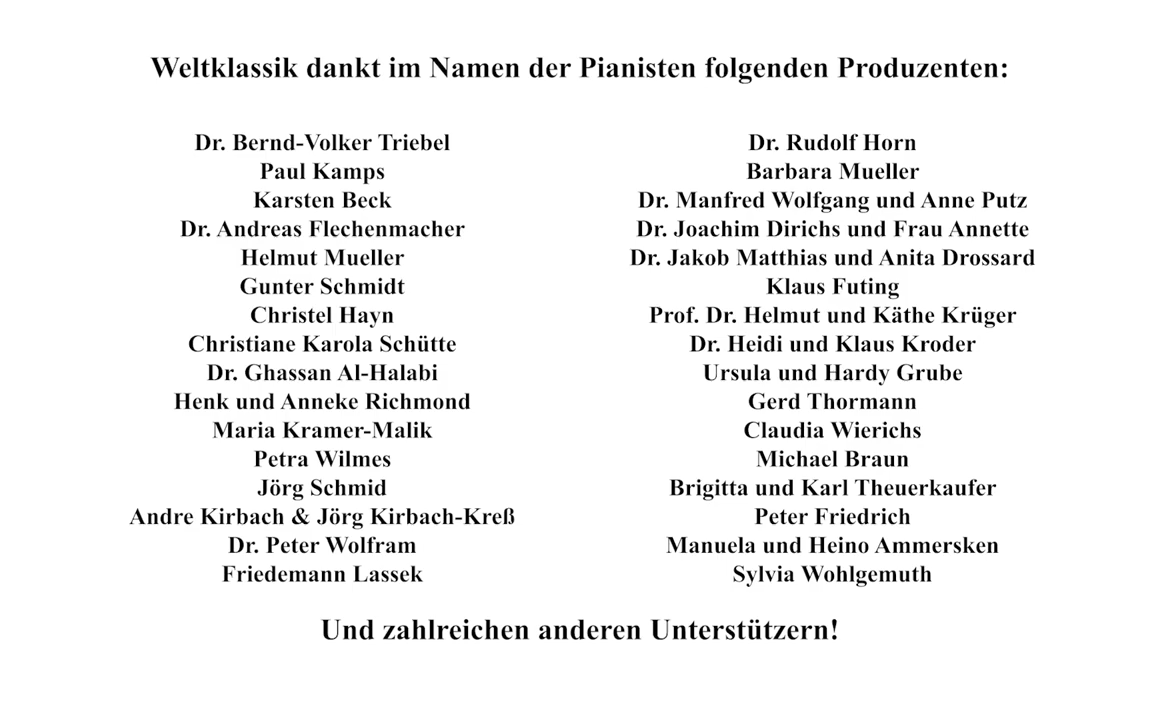 Weltklassik dankt im Namen der Pianisten folgenden Produzenten:
Dr. Bernd-Volker Triebel
Paul Kamps
Karsten Beck
Dr. Andreas Flechenmacher
Helmut Mueller
Gunter Schmidt
Christel Hayn
Christiane Karola Schütte
Dr. Ghassan Al-Halabi
Henk und Anneke Richmond
Maria Kramer-Malik
Petra Wilmes
Jörg Schmid
Andre Kirbach & Jörg Kirbach-Kreß
Dr. Peter Wolfram
Friedemann Lassek
Dr. Rudolf Horn
Barbara Mueller
Dr. Manfred Wolfgang und Anne Putz
Dr. Joachim Dirichs und Frau Annette
Dr. Jakob Matthias und Anita Drossard
Klaus Futing
Prof. Dr. Helmut und Käthe Krüger
Dr. Heidi und Klaus Kroder
Ursula und Hardy Grube
Gerd Thormann
Claudia Wierichs
Michael Braun
Brigitta und Karl Theuerkaufer
Peter Friedrich
Manuela und Heino Ammersken
Sylvia Wohlgemuth
Und zahlreichen anderen Unterstützern!